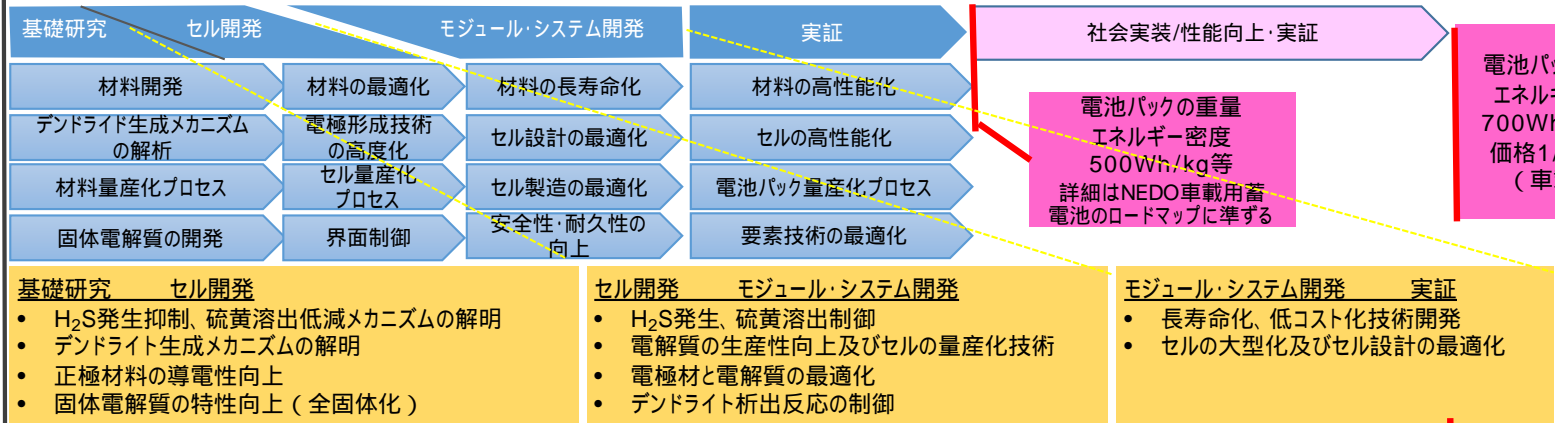 基礎研究 セル開発 モジュール・システム開発 実証 社会実装/性能向上・実証
材料開発 材料の最適化 材料の長寿命化 材料の高性能化
デンドライド生成メカニズム
の解析
電極形成技術
の高度化
セル設計の最適化 セルの高性能化
材料量産化プロセス
セル量産化
プロセス
セル製造の最適化 電池パック量産化プロセス
固体電解質の開発 界面制御
安全性・耐久性の
向上
要素技術の最適化
電池パックの重量
エネルギー密度
500Wh/kg等
詳細はNEDO車載用蓄
電池のロードマップに準ずる
電池パ
エネル
700Wh
価格1/
(車
基礎研究 セル開発
• H₂S発生抑制、硫黄溶出低減メカニズムの解明
• デンドライト生成メカニズムの解明
• 正極材料の導電性向上
• 固体電解質の特性向上(全固体化)
セル開発 モジュール・システム開発
• H₂S発生、硫黄溶出制御
• 電解質の生産性向上及びセルの量産化技術
• 電極材と電解質の最適化
• デンドライト析出反応の制御
モジュール・システム開発 実証
• 長寿命化、低コスト化技術開発
• セルの大型化及びセル設計の最適化